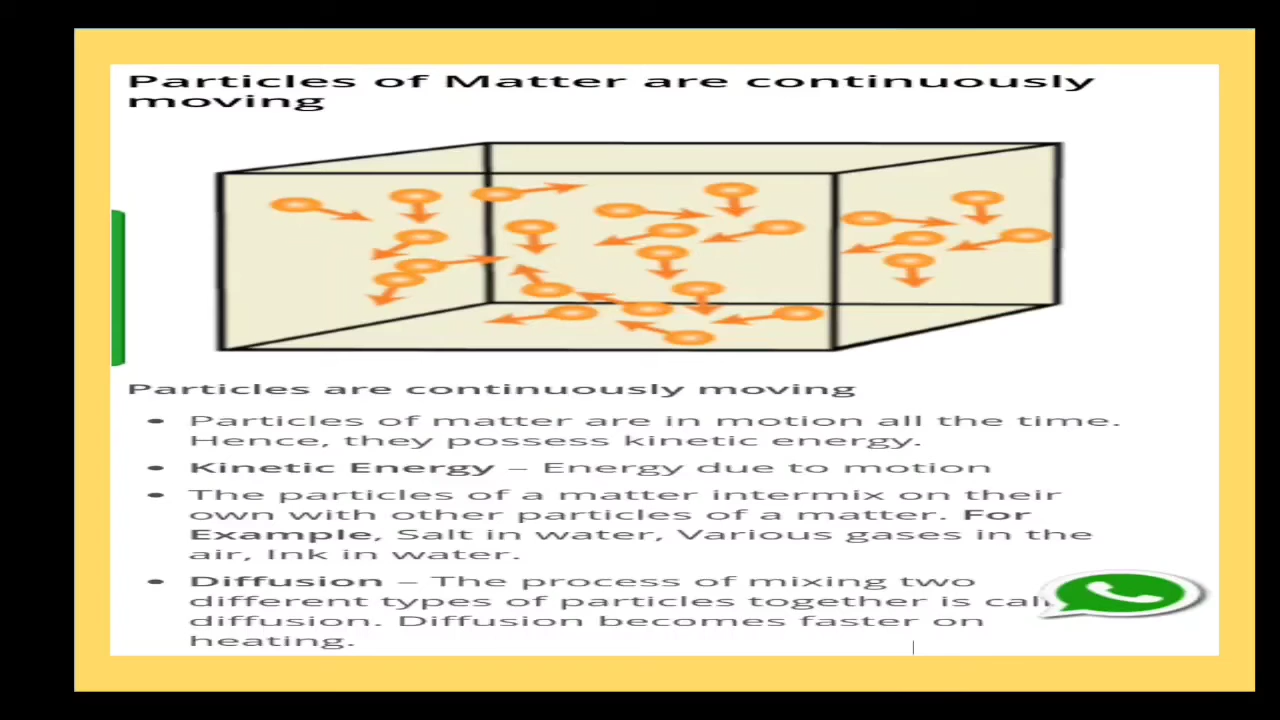 Particles of Matter are continuously
moving
Particles are continuously moving
• Particles of matter are in motion all the time.
Hence, they possess kinetic energy.
• Kinetic Energy – Energy due to motion
• The particles of a matter intermix on their
own with other particles of a matter. For
Example, Salt in water, Various gases in the
air, Ink in water.
• Diffusion – The process of mixing two
different types of particles together is
diffusion. Diffusion becomes faster on
heating.